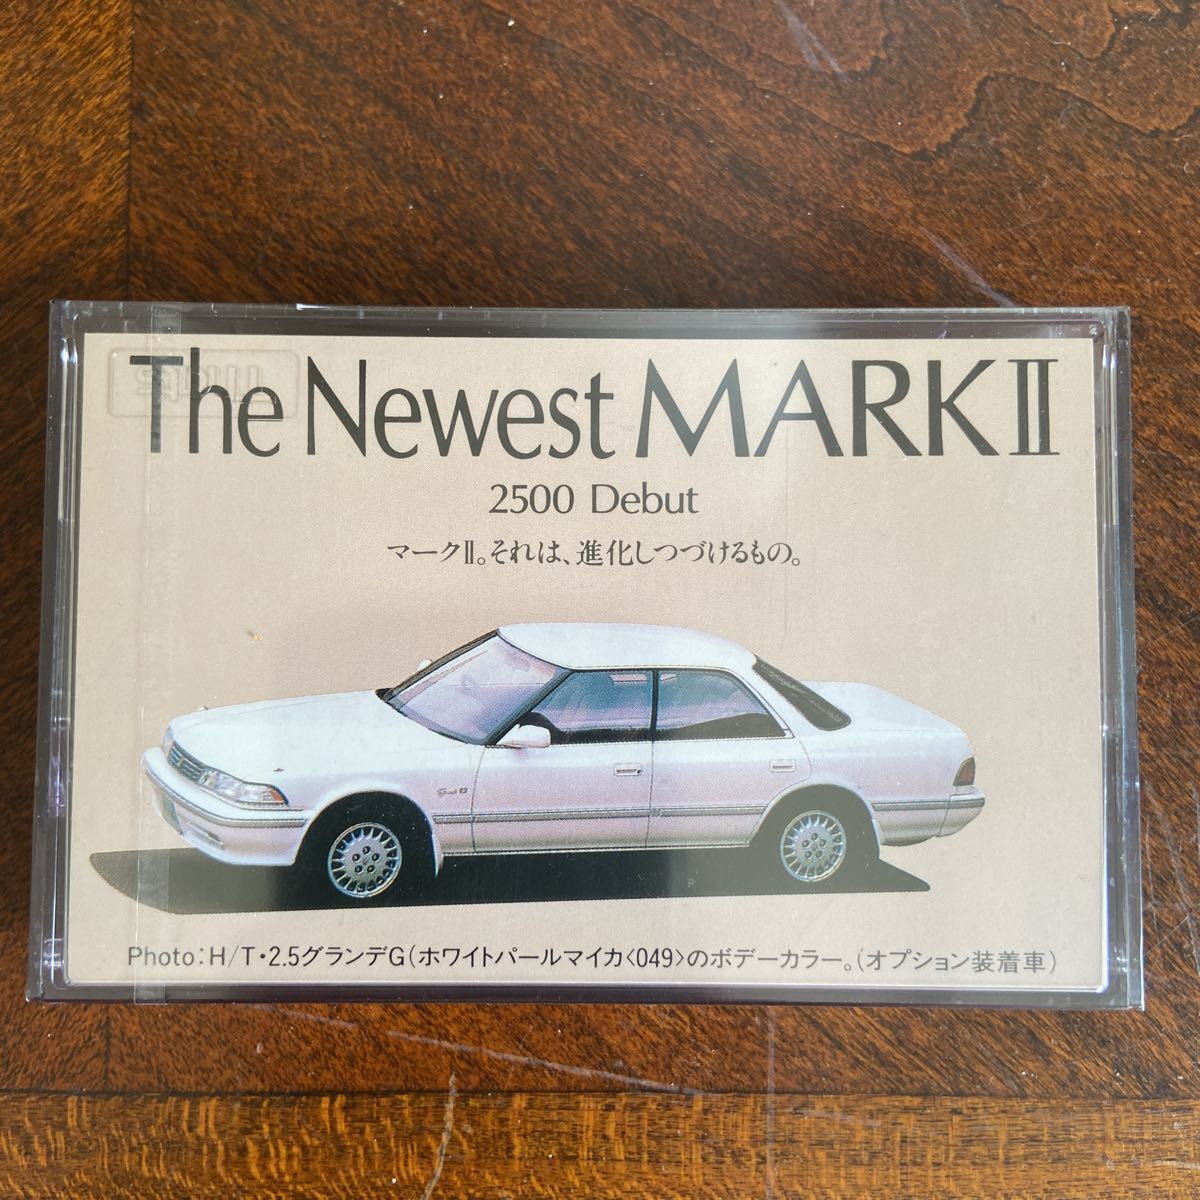 The Newest MARK II
2500 Debut
マークⅡ。それは、進化しつづけるもの。
Photo:H/T・2.5グランデG(ホワイトパールマイカ〈049〉のボデーカラー。(オプション装着車)